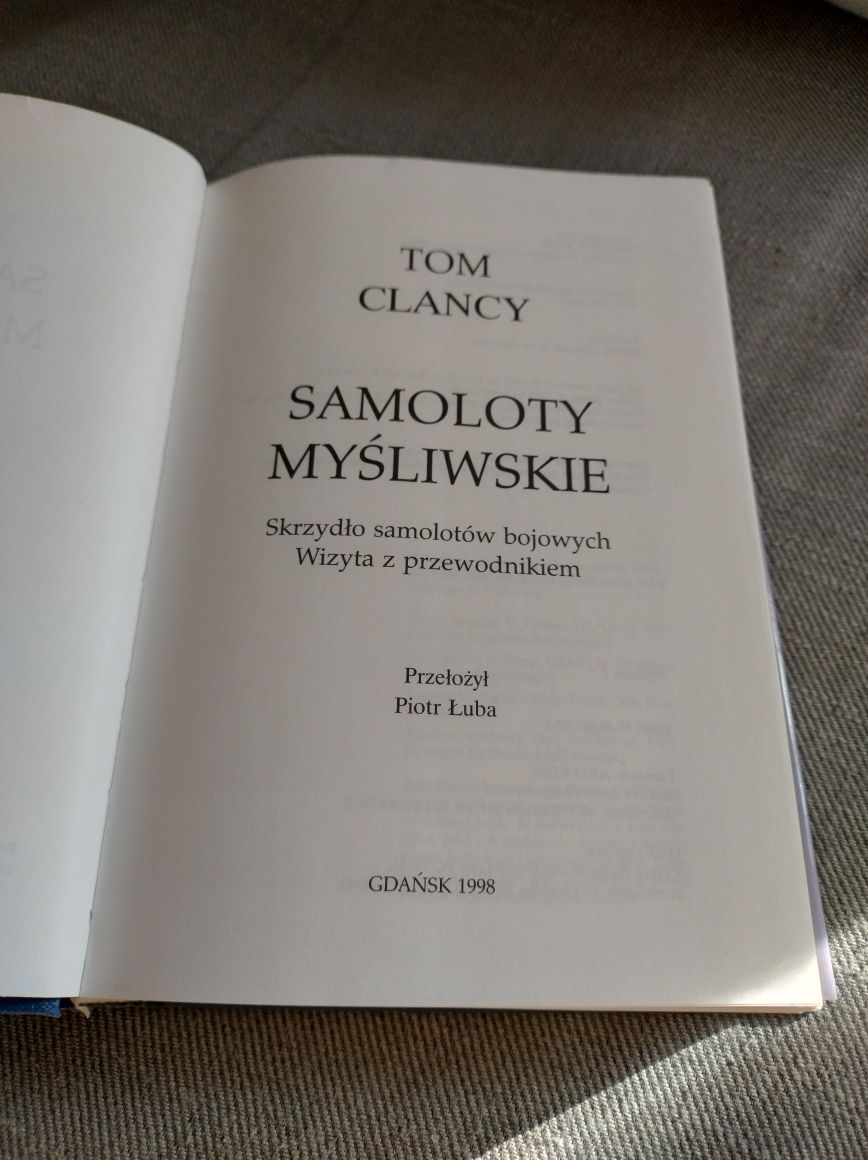 TOM
CLANCY
SAMOLOTY
MYŚLIWSKIE
Skrzydło samolotów bojowych
Wizyta z przewodnikiem
Przełożył
Piotr Łuba
GDAŃSK 1998